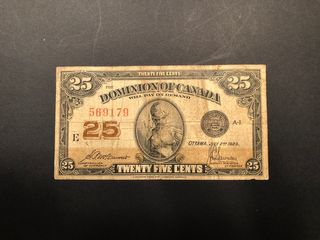 TWENTY FIVE CENTS
25 THE DOMINION OF CANADA 25
WILL PAY ON DEMAND
569179
E 25
A-1
OTTAWA, JULY 2ND 1923.
25 TWENTY FIVE CENTS 25